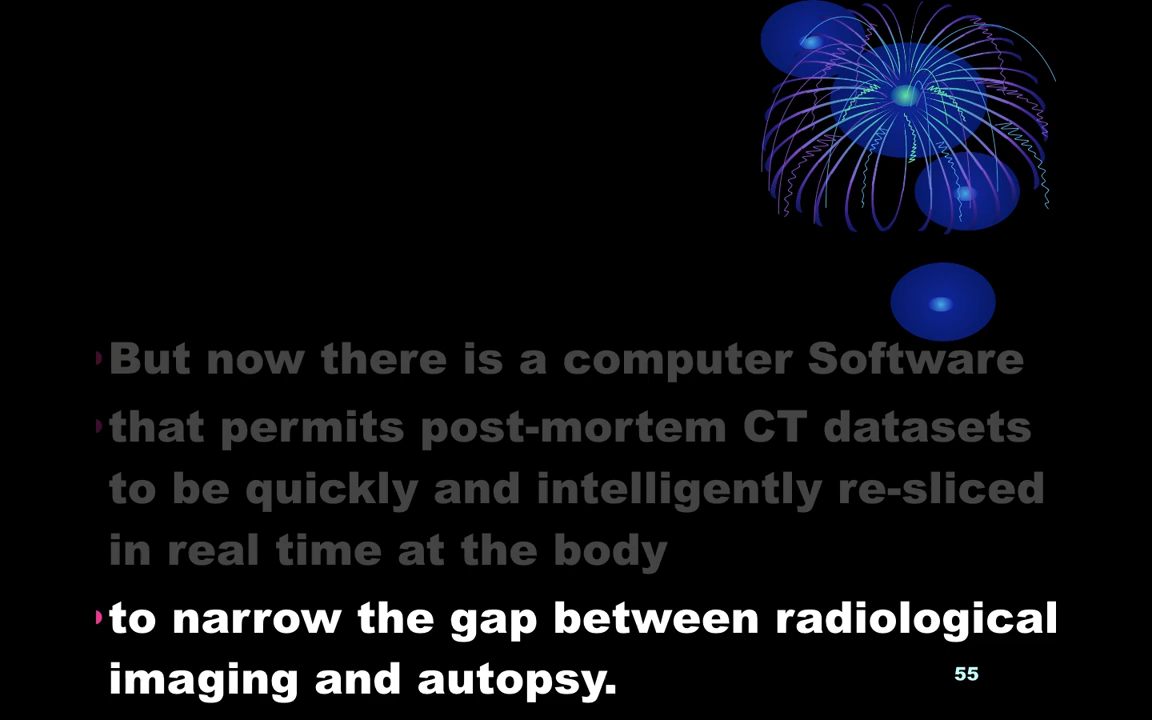 But now there is a computer Software
that permits post-mortem CT datasets
to be quickly and intelligently re-sliced
in real time at the body
to narrow the gap between radiological
imaging and autopsy.
55